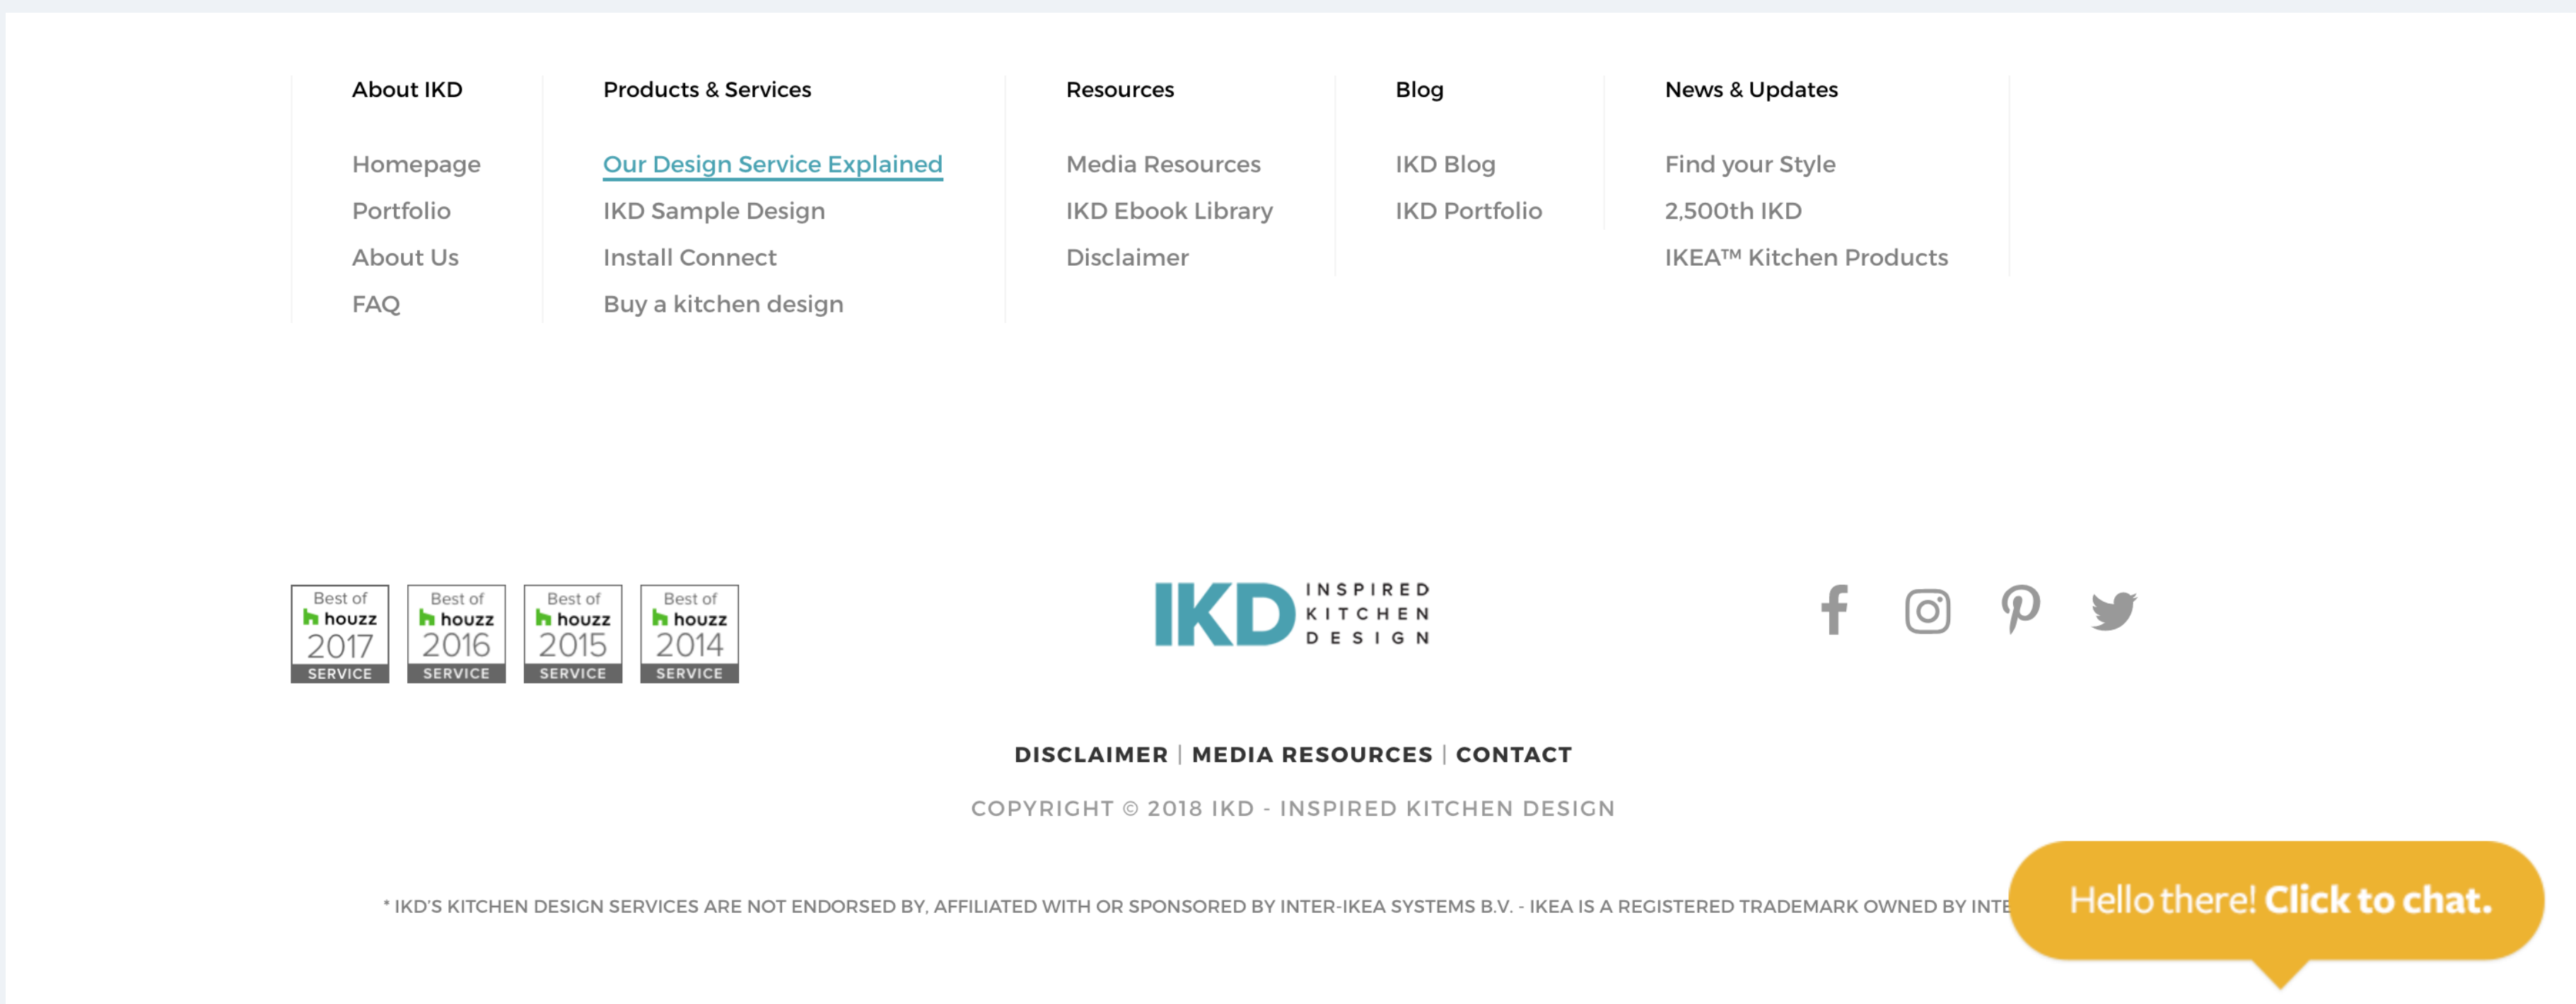 About IKD
Homepage
Portfolio
About Us
FAQ
Products & Services
Our Design Service Explained
IKD Sample Design
Install Connect
Buy a kitchen design
Resources
Media Resources
IKD Ebook Library
Disclaimer
Blog
IKD Blog
IKD Portfolio
News & Updates
Find your Style
2,500th IKD
IKEA™ Kitchen Products
Best of
houzz
2017
SERVICE
Best of
houzz
2016
SERVICE
Best of
houzz
2015
SERVICE
Best of
houzz
2014
SERVICE
IKD
INSPIRED
KITCHEN
DESIGN
DISCLAIMER | MEDIA RESOURCES | CONTACT
COPYRIGHT © 2018 IKD - INSPIRED KITCHEN DESIGN
* IKD'S KITCHEN DESIGN SERVICES ARE NOT ENDORSED BY, AFFILIATED WITH OR SPONSORED BY INTER-IKEA SYSTEMS B.V. - IKEA IS A REGISTERED TRADEMARK OWNED BY
Hello there! Click to chat.